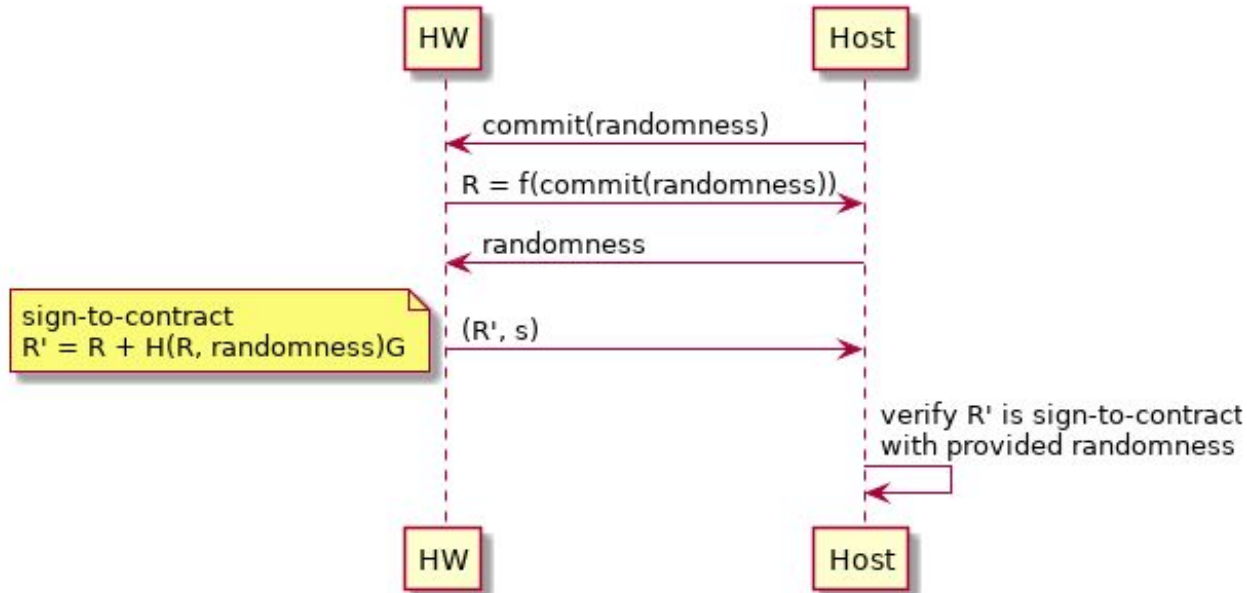 HW
Host
commit(randomness)
R = f(commit(randomness))
randomness
sign-to-contract
R' = R + H(R, randomness)G
(R', s)
verify R' is sign-to-contract
with provided randomness
HW
Host